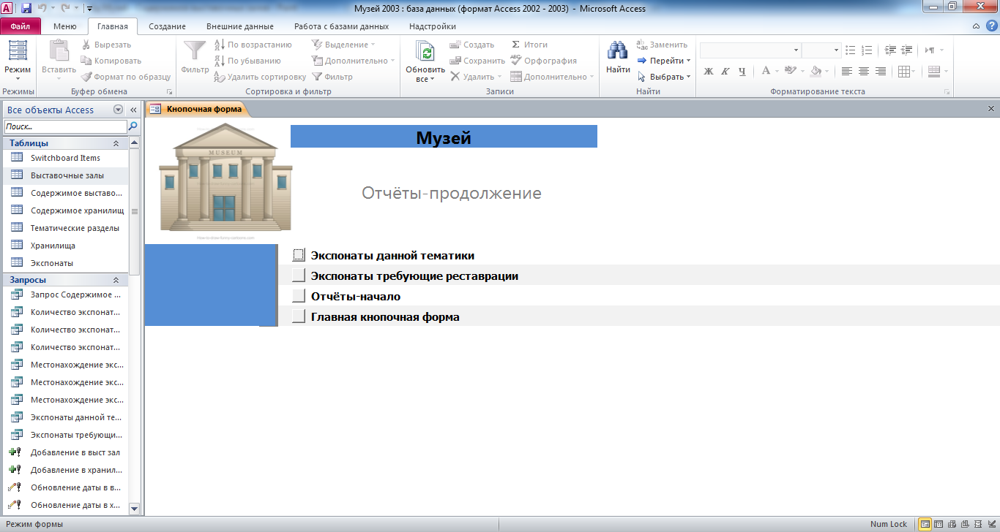 Музей 2003 : база данных (формат Access 2002 - 2003) - Microsoft Access
Файл Меню Главная Создание Внешние данные Работа с базами данных Надстройки
Режим
Режимы
Вставить
Вырезать
Копировать
Формат по образцу
Буфер обмена
Фильтр
По возрастанию
По убыванию
Удалить сортировку
Выделение
Дополнительно
Фильтр
Сортировка и фильтр
Обновить
все
Создать
Сохранить
Удалить
Итоги
Орфография
Дополнительно
Записи
Найти
Заменить
Перейти
Выбрать
Найти
Ж К Ч А
Форматирование текста
Все объекты Access
Поиск...
Таблицы
Switchboard Items
Выставочные залы
Содержимое выставо...
Содержимое хранилищ
Тематические разделы
Хранилища
Экспонаты
Запросы
Запрос Содержимое ...
Количество экспонат...
Количество экспонат...
Количество экспонат...
Местонахождение экс...
Местонахождение экс...
Местонахождение экс...
Экспонаты данной те...
Экспонаты требующи...
Добавление в выст зал
Добавление в хранил...
Обновление даты в в...
Обновление даты в х...
Кнопочная форма
MUSEUM
Музей
Отчёты-продолжение
Экспонаты данной тематики
Экспонаты требующие реставрации
Отчёты-начало
Главная кнопочная форма
Режим формы
Num Lock